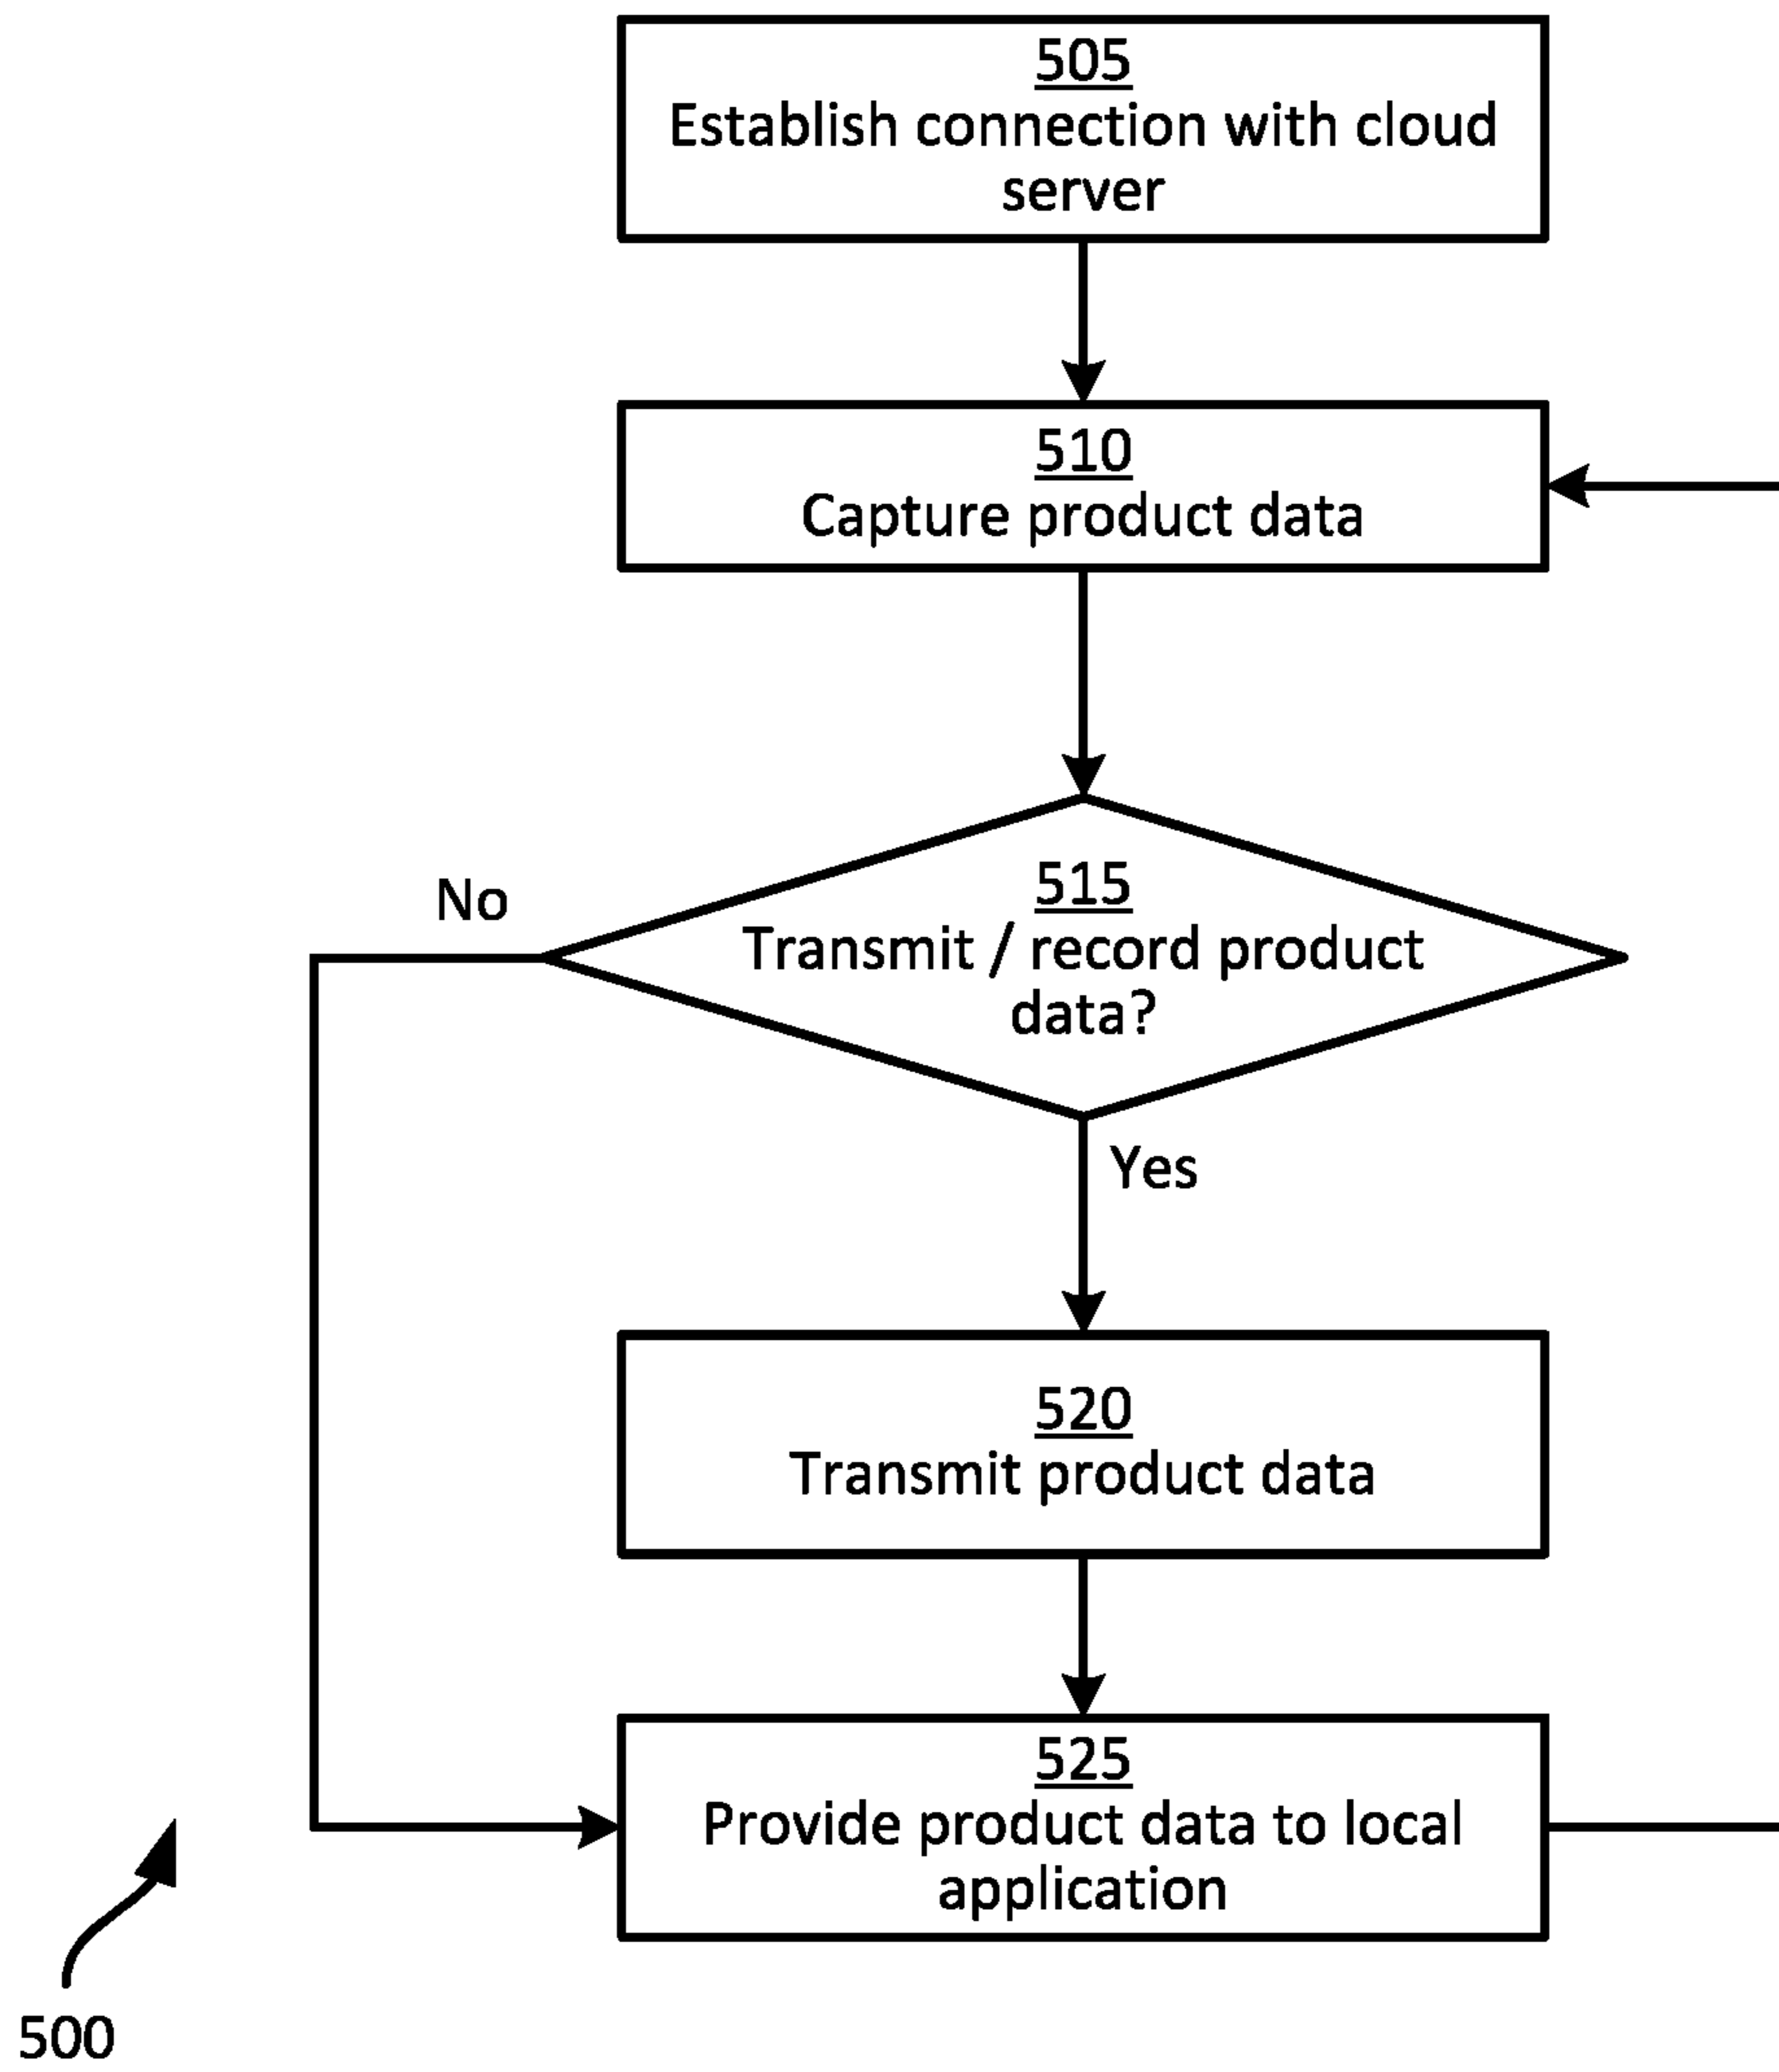 505
Establish connection with cloud
server
510
Capture product data
515
Transmit / record product
data?
No
Yes
520
Transmit product data
525
Provide product data to local
application
500